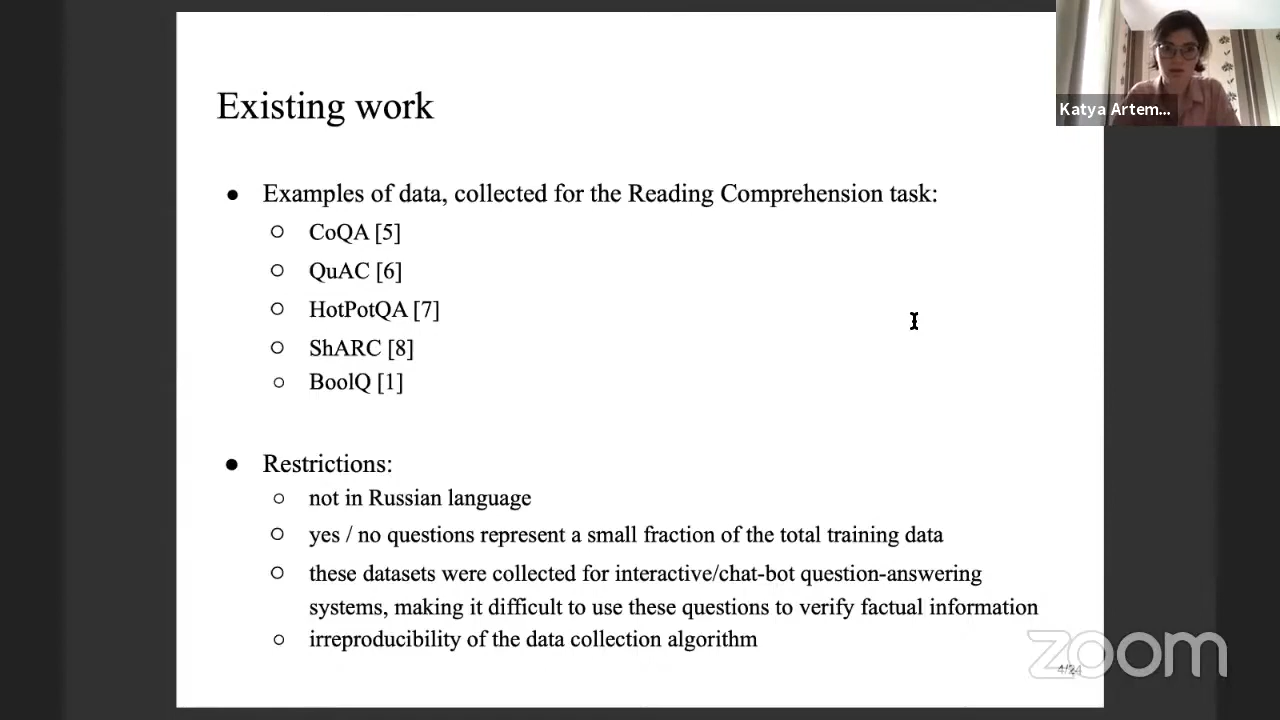 Existing work
Katya Artem...
● Examples of data, collected for the Reading Comprehension task:
○ CoQA [5]
○ QuAC [6]
○ HotPotQA [7]
○ ShARC [8]
○ BoolQ [1]
● Restrictions:
○ not in Russian language
○ yes / no questions represent a small fraction of the total training data
○ these datasets were collected for interactive/chat-bot question-answering
systems, making it difficult to use these questions to verify factual information
○ irreproducibility of the data collection algorithm
zoom
4/24